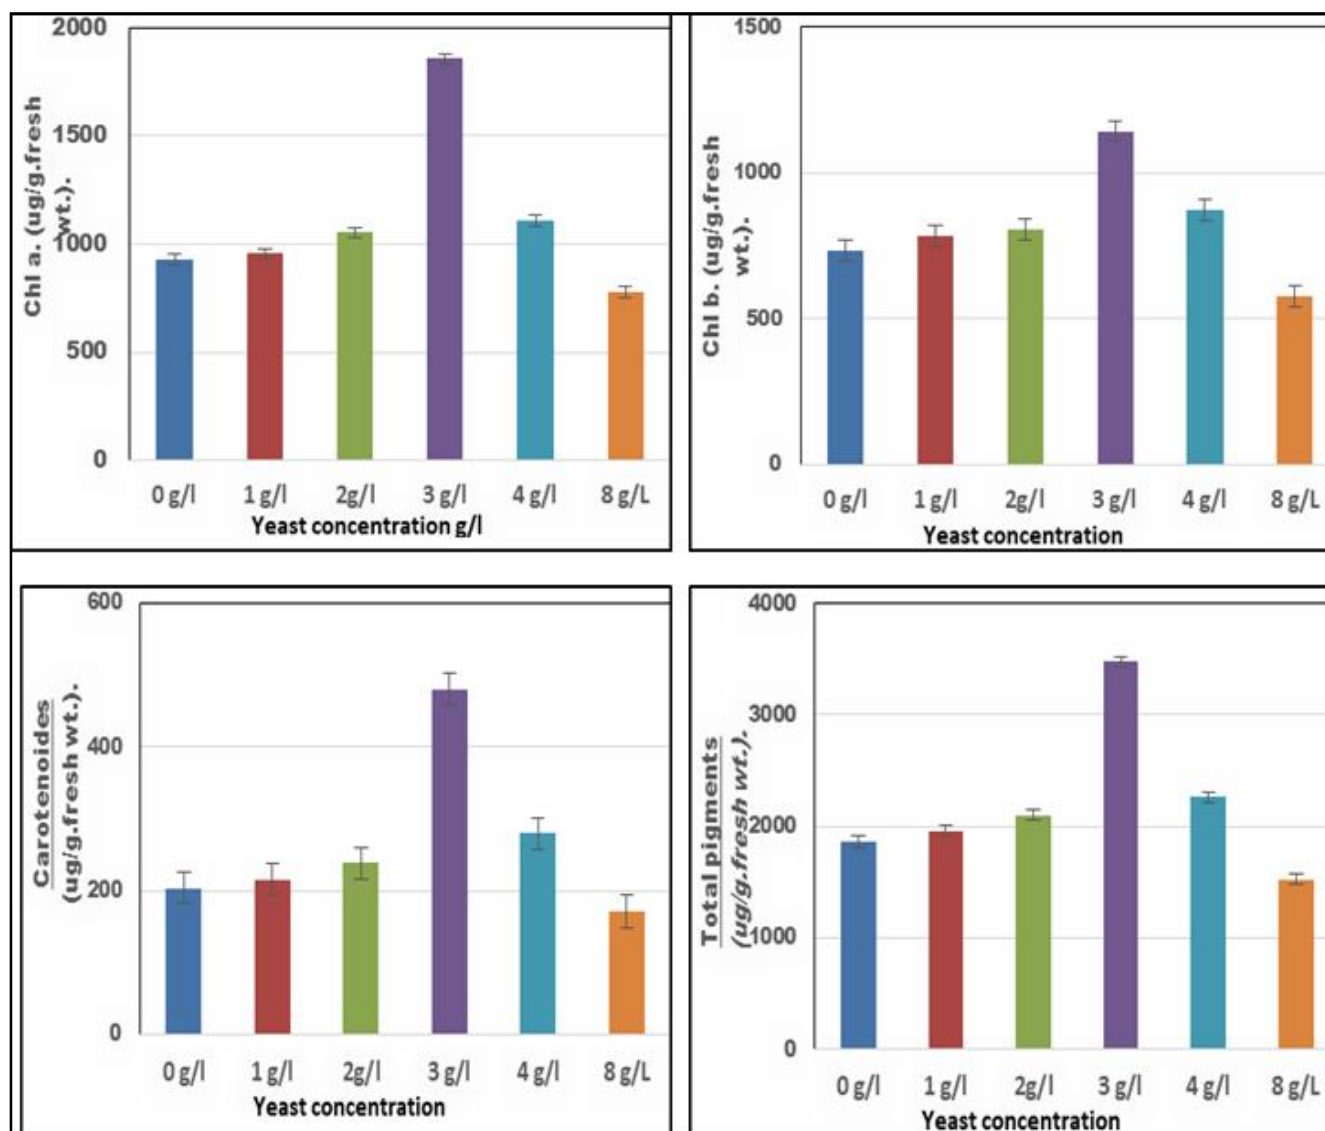 2000
1500
1000
500
0
Chl a. (ug/g.fresh
wt.).
0 g/l 1 g/l 2g/l 3 g/l 4 g/l 8 g/L
Yeast concentration g/l
1500
1000
500
0
Chl b. (ug/g.fresh
wt.).
0 g/l 1 g/l 2g/l 3 g/l 4 g/l 8 g/L
Yeast concentration
600
400
200
0
Carotenoides
(ug/g.fresh wt.).
0 g/l 1 g/l 2g/l 3 g/l 4 g/l 8 g/L
Yeast concentration
4000
3000
2000
1000
0
Total pigments
(ug/g.fresh wt.).
0 g/l 1 g/l 2g/l 3 g/l 4 g/l 8 g/L
Yeast concentration